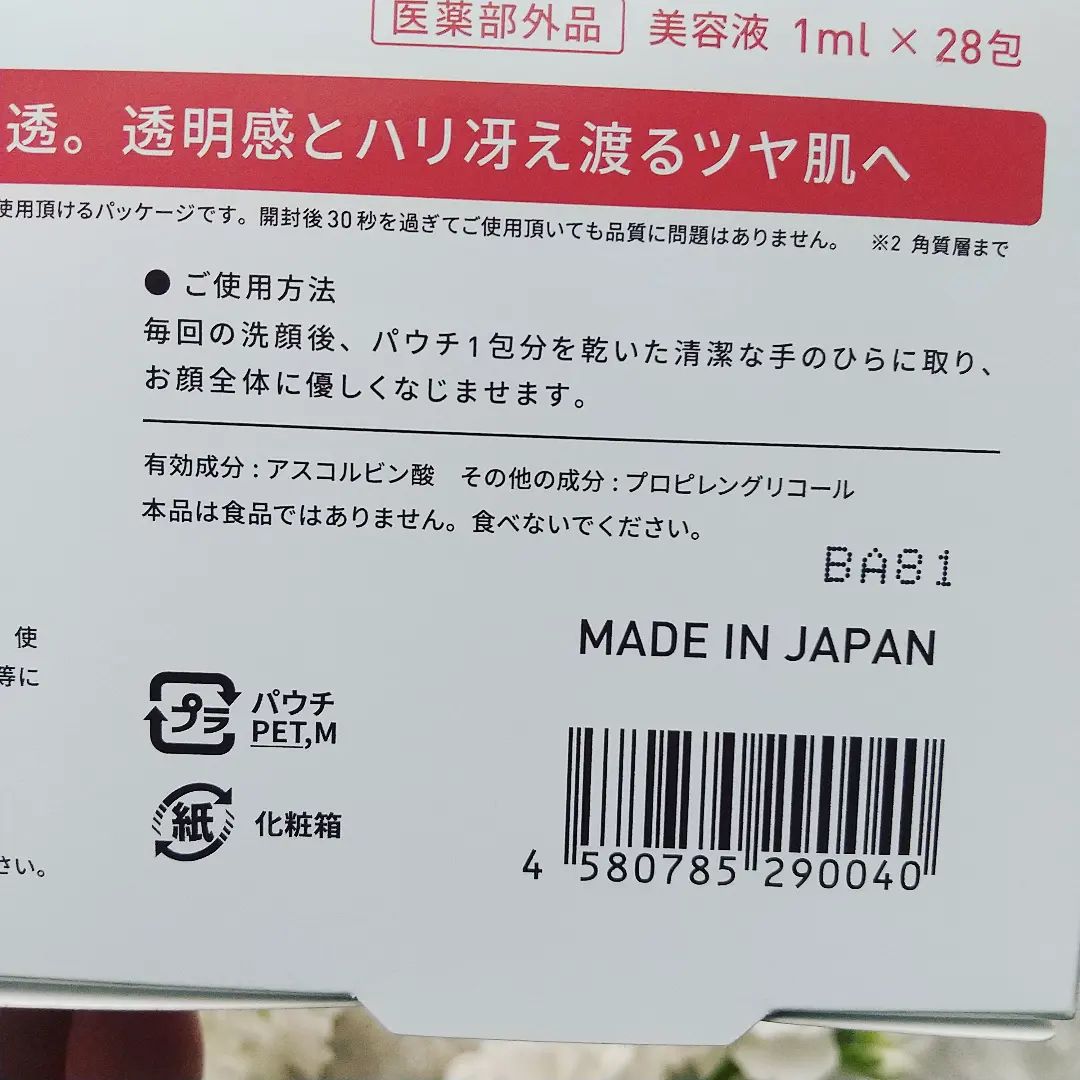 医薬部外品 美容液 1ml × 28包
透。透明感とハリ冴え渡るツヤ肌へ
使用頂けるパッケージです。開封後30秒を過ぎてご使用頂いても品質に問題はありません。 ※2 角質層まで
● ご使用方法
毎回の洗顔後、パウチ1包分を乾いた清潔な手のひらに取り、
お顔全体に優しくなじませます。
有効成分:アスコルビン酸 その他の成分:プロピレングリコール
本品は食品ではありません。食べないでください。
BA81
MADE IN JAPAN
使
等に
プラ パウチ
PET,M
紙 化粧箱
さい。
4 580785 290040